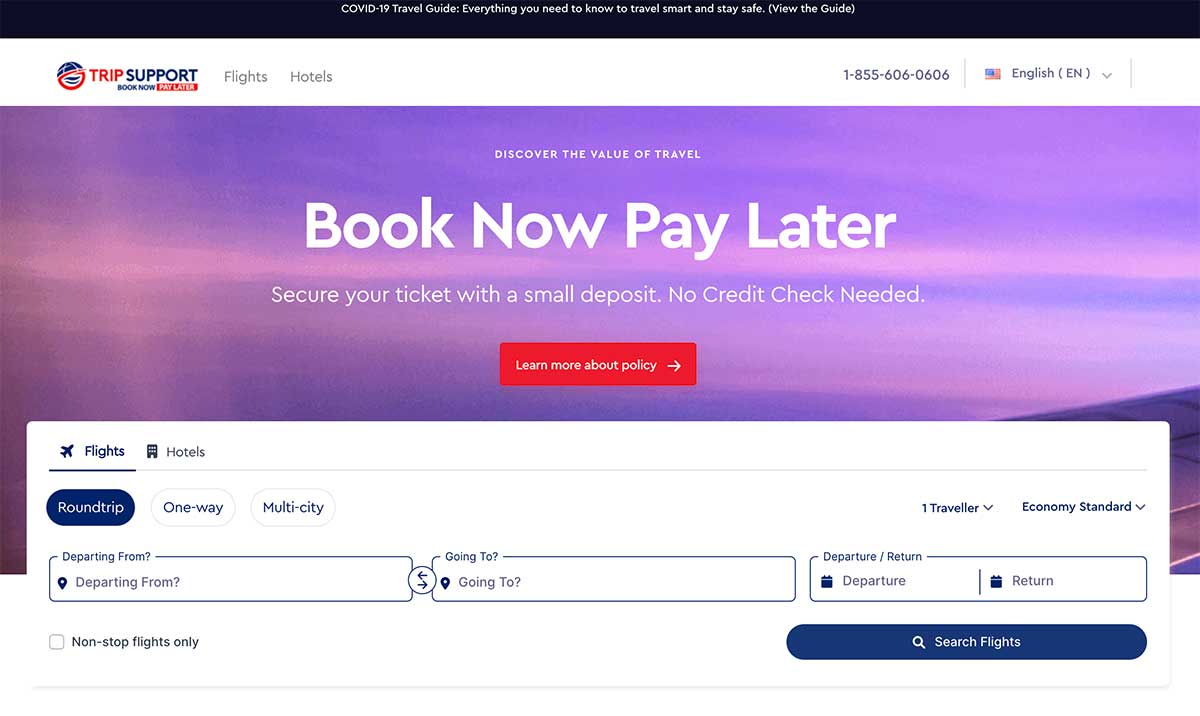 COVID-19 Travel Guide: Everything you need to know to travel smart and stay safe. (View the Guide)
TRIP SUPPORT
BOOK NOW PAY LATER
Flights
Hotels
1-855-606-0606
English ( EN )
DISCOVER THE VALUE OF TRAVEL
Book Now Pay Later
Secure your ticket with a small deposit. No Credit Check Needed.
Learn more about policy
Flights
Hotels
Roundtrip
One-way
Multi-city
1 Traveller
Economy Standard
Departing From?
Departing From?
Going To?
Going To?
Departure / Return
Departure
Return
Non-stop flights only
Search Flights